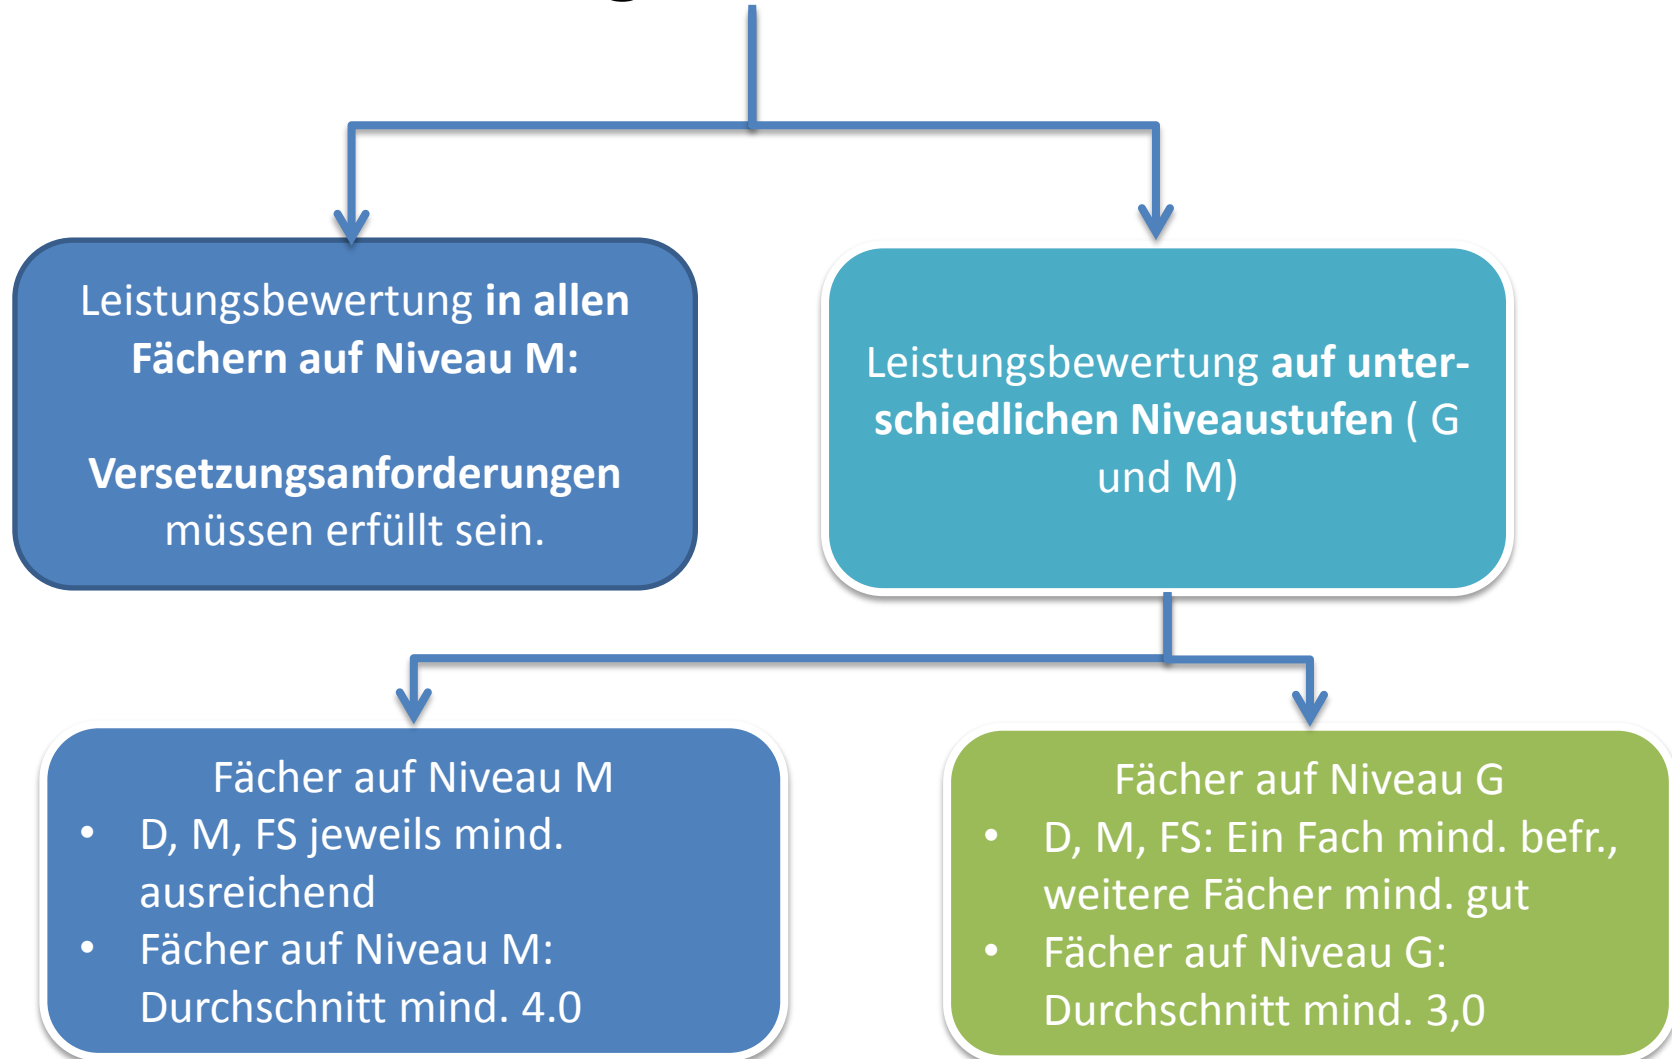 Leistungsbewertung in allen
Fächern auf Niveau M:
Versetzungsanforderungen
müssen erfüllt sein.
Leistungsbewertung auf unter-
schiedlichen Niveaustufen ( G
und M)
Fächer auf Niveau M
• D, M, FS jeweils mind.
ausreichend
• Fächer auf Niveau M:
Durchschnitt mind. 4.0
Fächer auf Niveau G
• D, M, FS: Ein Fach mind. befr.,
weitere Fächer mind. gut
• Fächer auf Niveau G:
Durchschnitt mind. 3,0